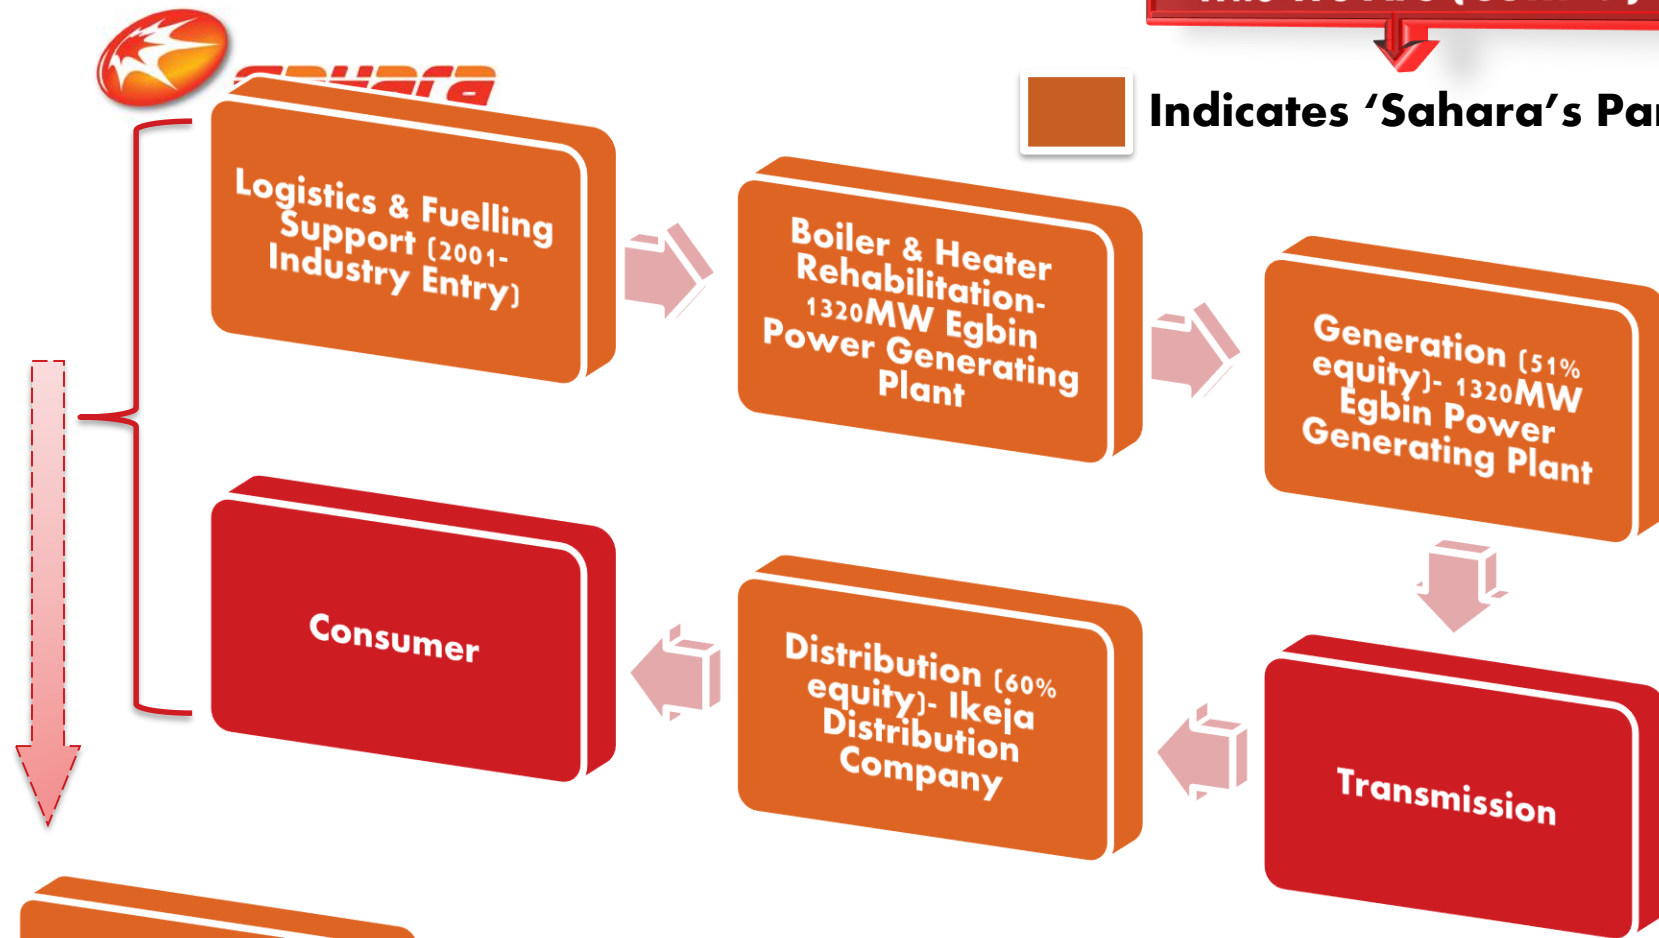 sahara
Indicates ‘Sahara’s
Logistics & Fuelling
Support (2001-
Industry Entry)
Boiler & Heater
Rehabilitation-
1320MW Egbin
Power Generating
Plant
Generation (51%
equity)- 1320MW
Egbin Power
Generating Plant
Consumer
Distribution (60%
equity)- Ikeja
Distribution
Company
Transmission